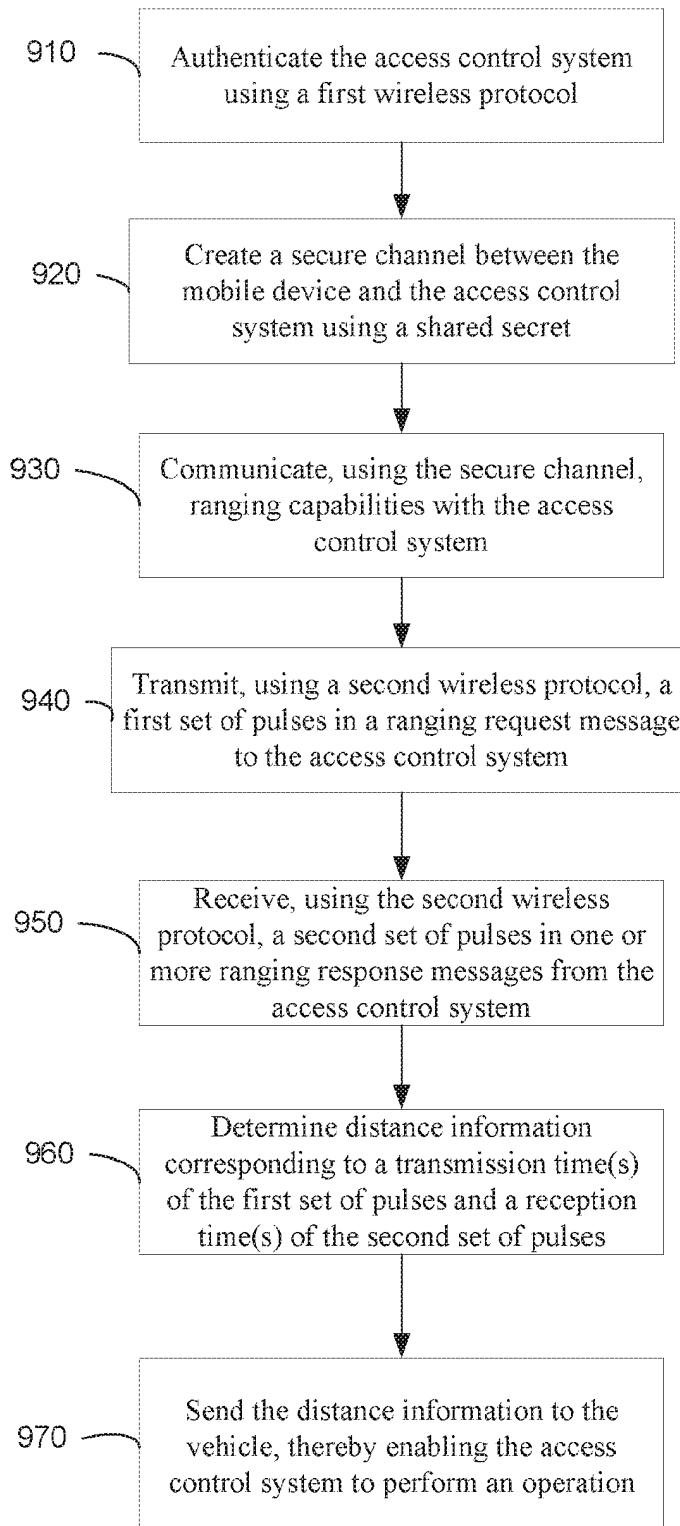 910
Authenticate the access control system
using a first wireless protocol
920
Create a secure channel between the
mobile device and the access control
system using a shared secret
930
Communicate, using the secure channel,
ranging capabilities with the access
control system
940
Transmit, using a second wireless protocol, a
first set of pulses in a ranging request message
to the access control system
950
Receive, using the second wireless
protocol, a second set of pulses in one or
more ranging response messages from the
access control system
960
Determine distance information
corresponding to a transmission time(s)
of the first set of pulses and a reception
time(s) of the second set of pulses
970
Send the distance information to the
vehicle, thereby enabling the access
control system to perform an operation